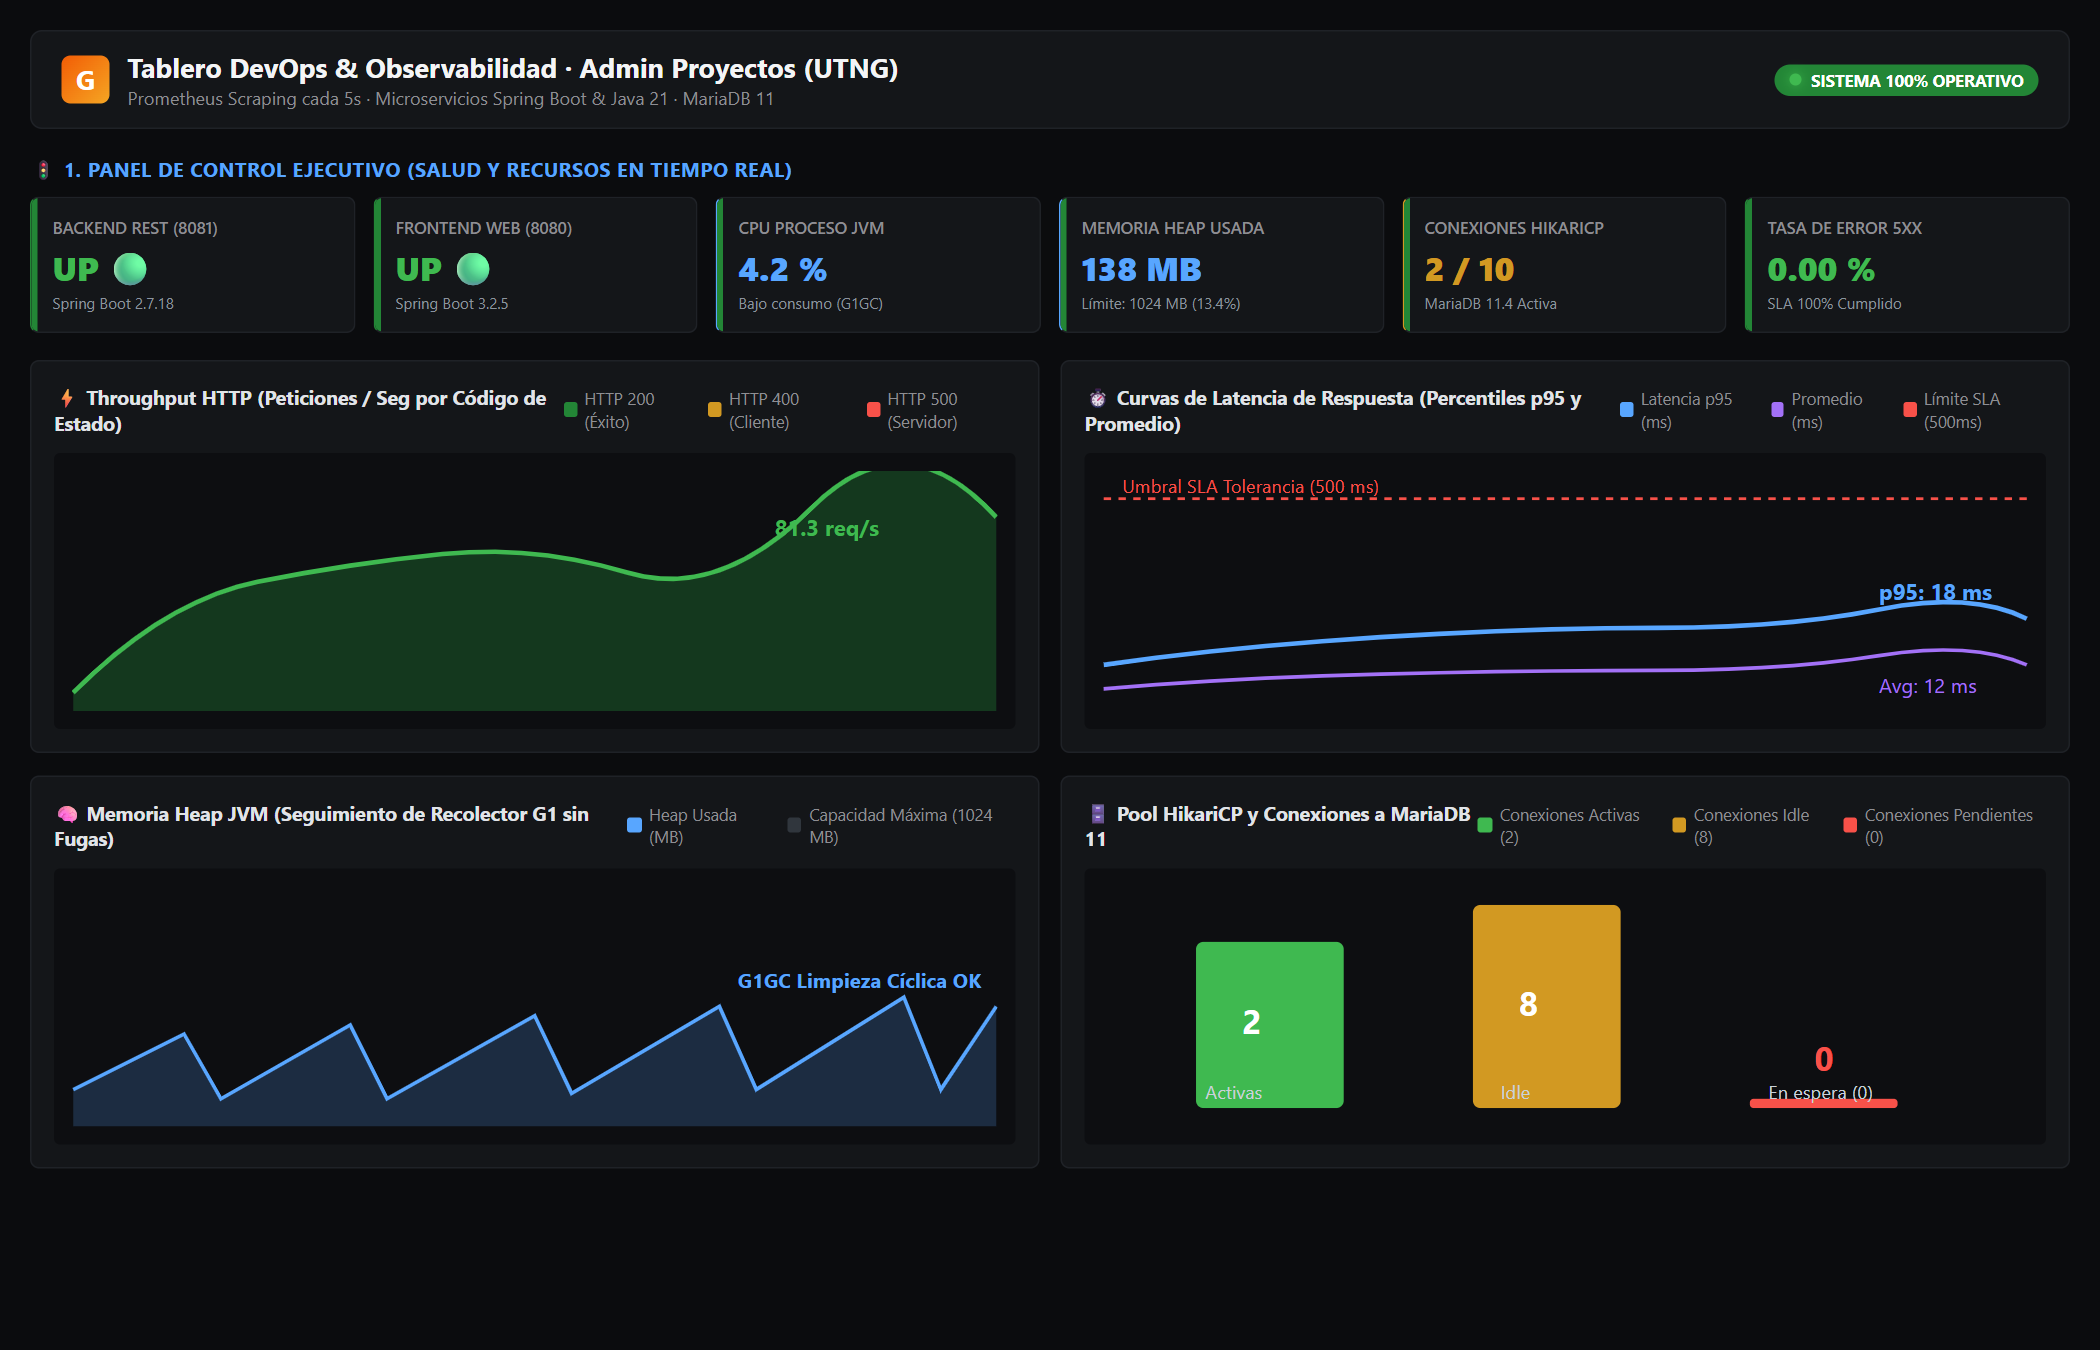 G
Tablero DevOps & Observabilidad · Admin Proyectos (UTNG)
Prometheus Scraping cada 5s · Microservicios Spring Boot & Java 21 · MariaDB 11
SISTEMA 100% OPERATIVO
1. PANEL DE CONTROL EJECUTIVO (SALUD Y RECURSOS EN TIEMPO REAL)
BACKEND REST (8081)
UP
Spring Boot 2.7.18
FRONTEND WEB (8080)
UP
Spring Boot 3.2.5
CPU PROCESO JVM
4.2 %
Bajo consumo (G1GC)
MEMORIA HEAP USADA
138 MB
Límite: 1024 MB (13.4%)
CONEXIONES HIKARICP
2 / 10
MariaDB 11.4 Activa
TASA DE ERROR 5XX
0.00 %
SLA 100% Cumplido
Throughput HTTP (Peticiones / Seg por Código de
Estado)
HTTP 200
(Éxito)
HTTP 400
(Cliente)
HTTP 500
(Servidor)
81.3 req/s
Curvas de Latencia de Respuesta (Percentiles p95 y
Promedio)
Latencia p95
(ms)
Promedio
(ms)
Límite SLA
(500ms)
Umbral SLA Tolerancia (500 ms)
p95: 18 ms
Avg: 12 ms
Memoria Heap JVM (Seguimiento de Recolector G1 sin
Fugas)
Heap Usada
(MB)
Capacidad Máxima (1024
MB)
G1GC Limpieza Cíclica OK
Pool HikariCP y Conexiones a MariaDB
11
Conexiones Activas
(2)
Conexiones Idle
(8)
Conexiones Pendientes
(0)
2
Activas
8
Idle
0
En espera (0)